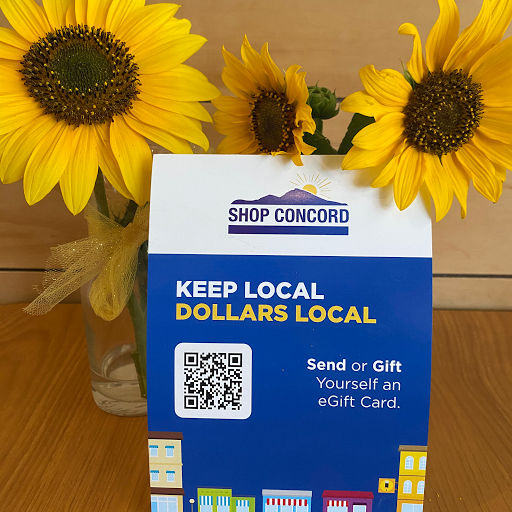 SHOP CONCORD
KEEP LOCAL
DOLLARS LOCAL
Send or Gift
Yourself an
eGift Card.